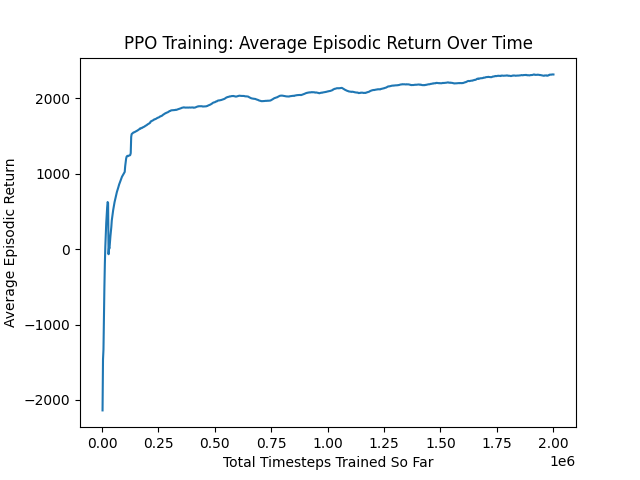 PPO Training: Average Episodic Return Over Time
Average Episodic Return
2000
1000
0
−1000
−2000
0.00 0.25 0.50 0.75 1.00 1.25 1.50 1.75 2.00
1e6
Total Timesteps Trained So Far